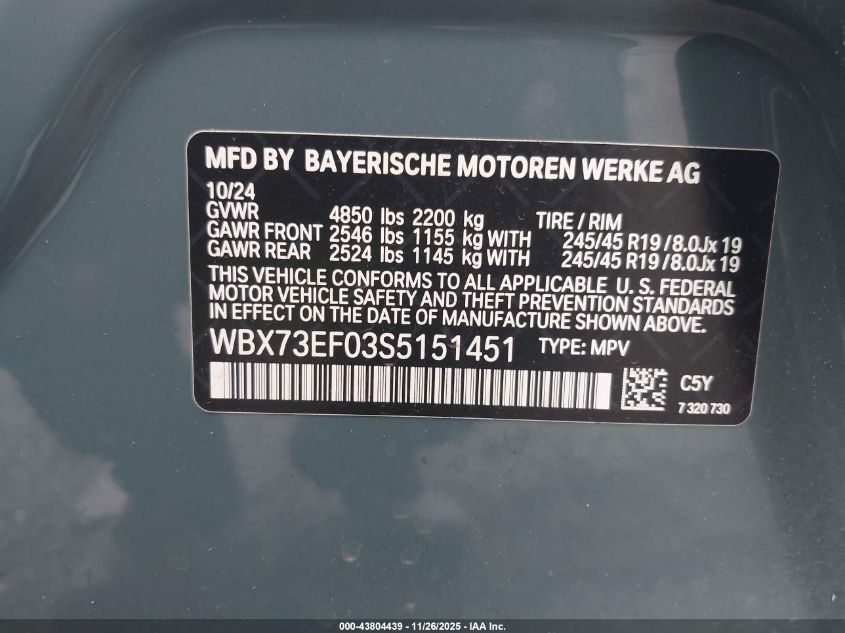 MFD BY BAYERISCHE MOTOREN WERKE AG
10/24
GVWR 4850 lbs 2200 kg TIRE / RIM
GAWR FRONT 2546 lbs 1155 kg WITH 245/45 R19 / 8.0Jx 19
GAWR REAR 2524 lbs 1145 kg WITH 245/45 R19 / 8.0Jx 19
THIS VEHICLE CONFORMS TO ALL APPLICABLE U. S. FEDERAL
MOTOR VEHICLE SAFETY AND THEFT PREVENTION STANDARDS
IN EFFECT ON THE DATE OF MANUFACTURE SHOWN ABOVE.
WBX73EF03S5151451 TYPE: MPV
C5Y
7 320 730
000-43804439 - 11/26/2025 - IAA Inc.